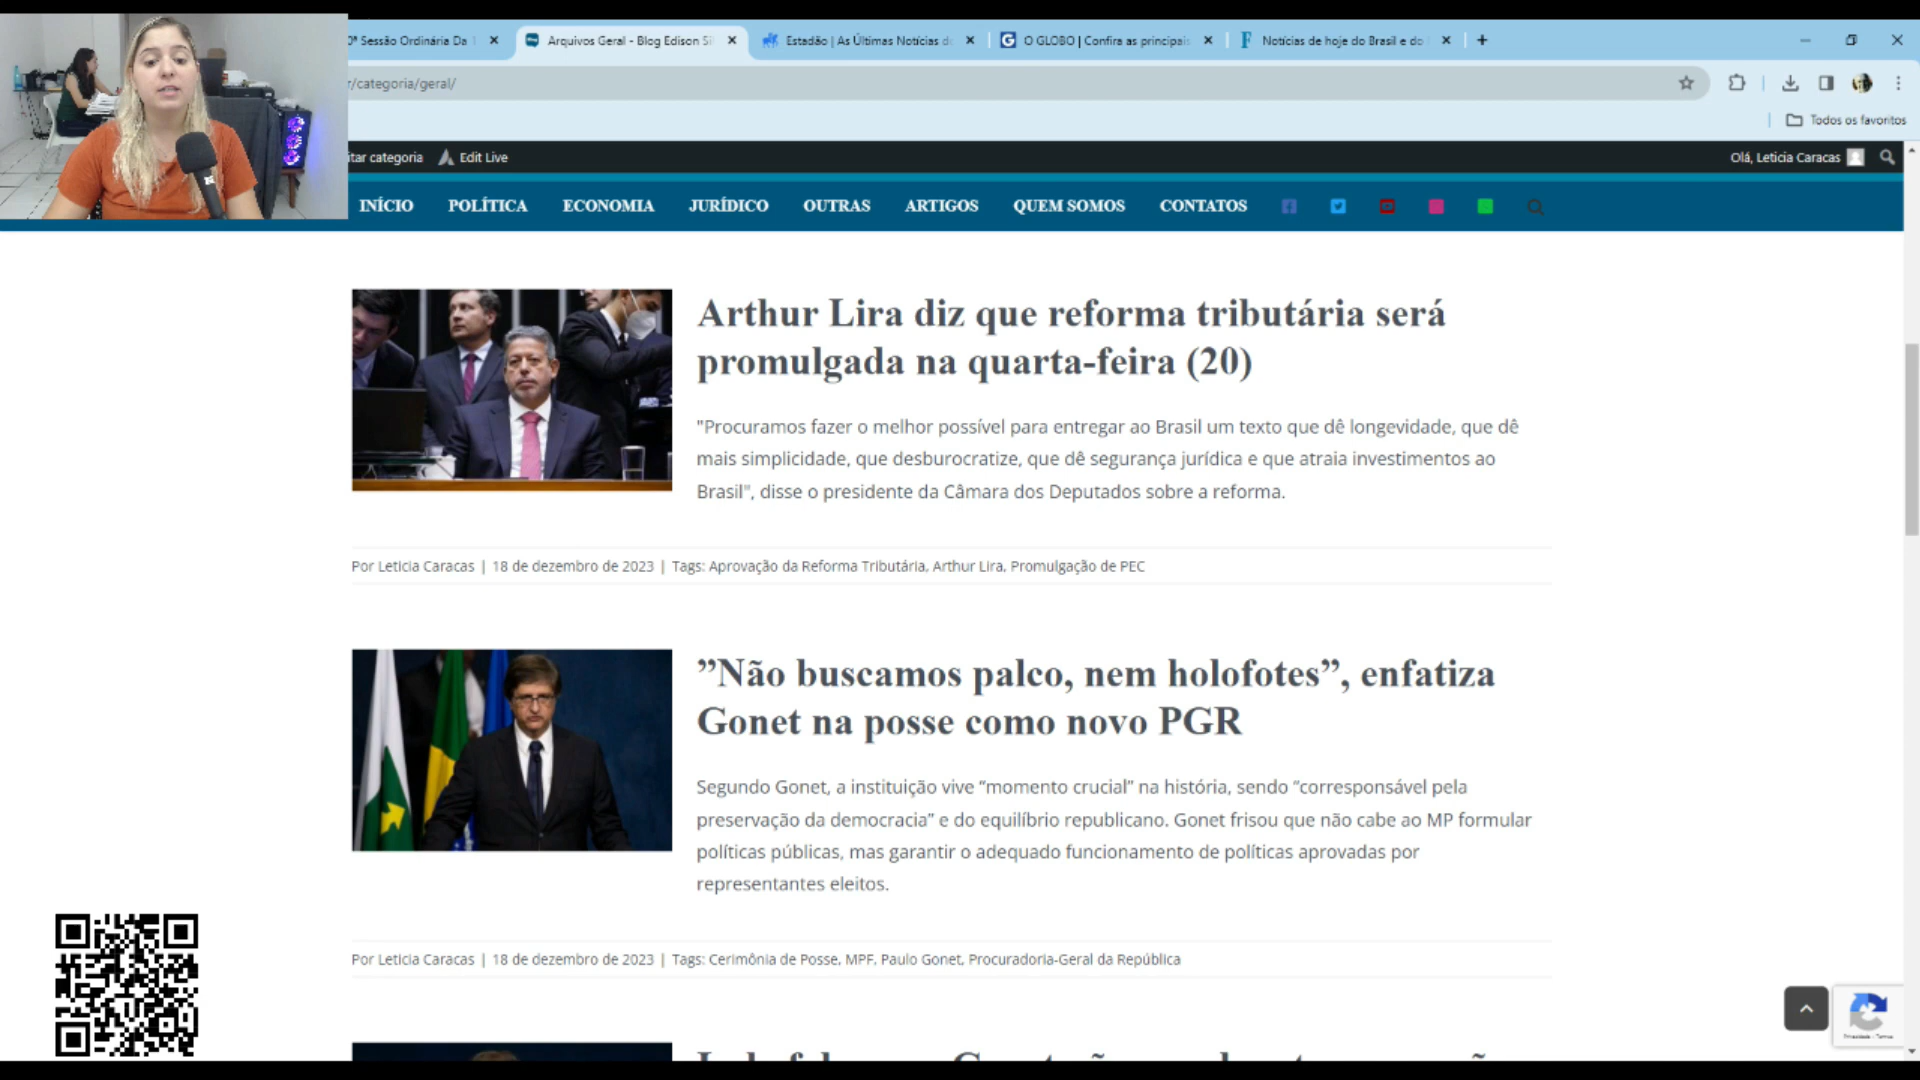 0ª Sessão Ordinária Da
Arquivos Geral - Blog Edison Si
Estadão | As Últimas Notícias d
O GLOBO | Confira as principais
Notícias de hoje do Brasil e do
r/categoria/geral/
Todos os favoritos
itar categoria
Edit Live
Olá, Leticia Caracas
INÍCIO
POLÍTICA
ECONOMIA
JURÍDICO
OUTRAS
ARTIGOS
QUEM SOMOS
CONTATOS
Arthur Lira diz que reforma tributária será
promulgada na quarta-feira (20)
"Procuramos fazer o melhor possível para entregar ao Brasil um texto que dê longevidade, que dê
mais simplicidade, que desburocratize, que dê segurança jurídica e que atraia investimentos ao
Brasil", disse o presidente da Câmara dos Deputados sobre a reforma.
Por Leticia Caracas | 18 de dezembro de 2023 | Tags: Aprovação da Reforma Tributária, Arthur Lira, Promulgação de PEC
”Não buscamos palco, nem holofotes”, enfatiza
Gonet na posse como novo PGR
Segundo Gonet, a instituição vive “momento crucial” na história, sendo “corresponsável pela
preservação da democracia” e do equilíbrio republicano. Gonet frisou que não cabe ao MP formular
políticas públicas, mas garantir o adequado funcionamento de políticas aprovadas por
representantes eleitos.
Por Leticia Caracas | 18 de dezembro de 2023 | Tags: Cerimônia de Posse, MPF, Paulo Gonet, Procuradoria-Geral da República
Privacidade - Termos